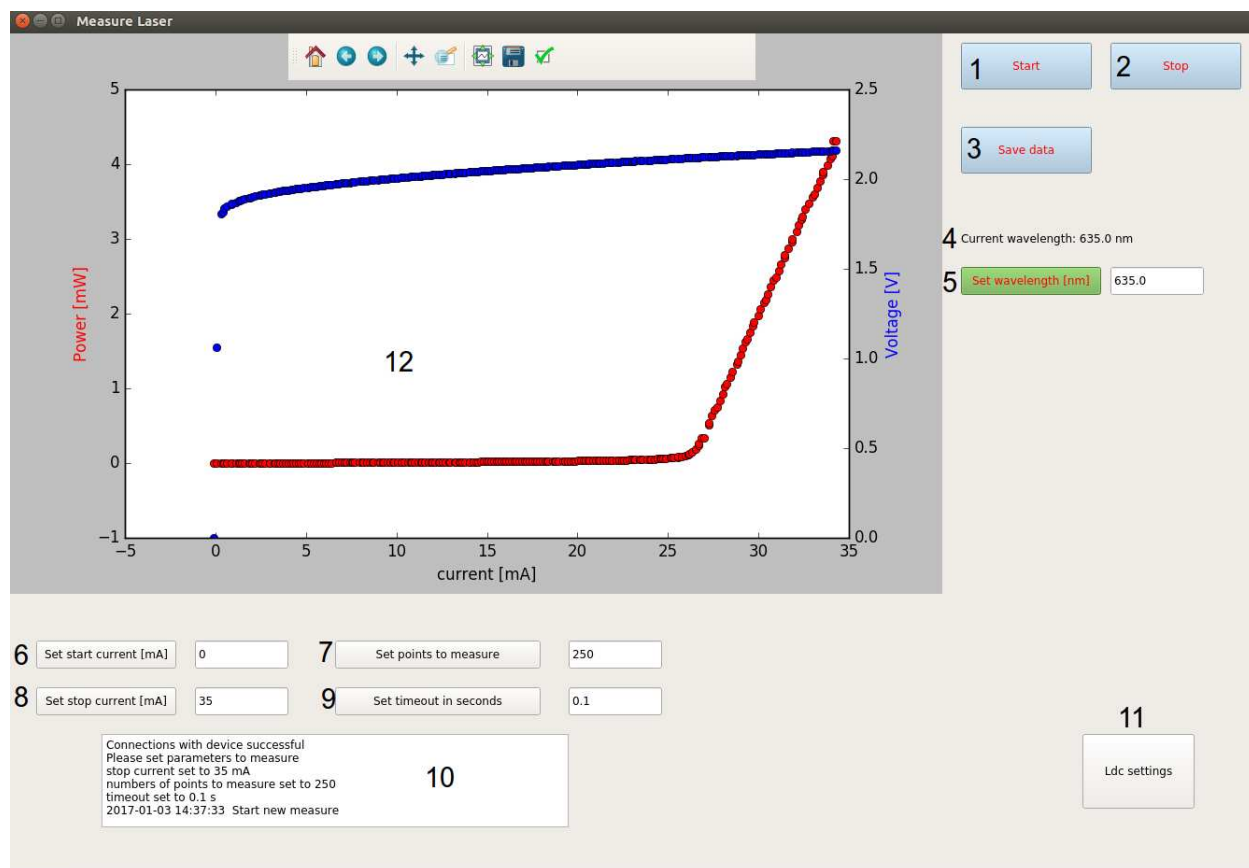 Measure Laser
1 Start
2 Stop
3 Save data
4 Current wavelength: 635.0 nm
5 Set wavelength [nm] 635.0
5
4
3
2
1
0
−1
Power [mW]
12
2.5
2.0
1.5
1.0
0.5
0.0
Voltage [V]
−5 0 5 10 15 20 25 30 35
current [mA]
6 Set start current [mA] 0
7 Set points to measure 250
8 Set stop current [mA] 35
9 Set timeout in seconds 0.1
Connections with device successful
Please set parameters to measure
stop current set to 35 mA
numbers of points to measure set to 250
timeout set to 0.1 s
2017-01-03 14:37:33 Start new measure
10
11
Ldc settings